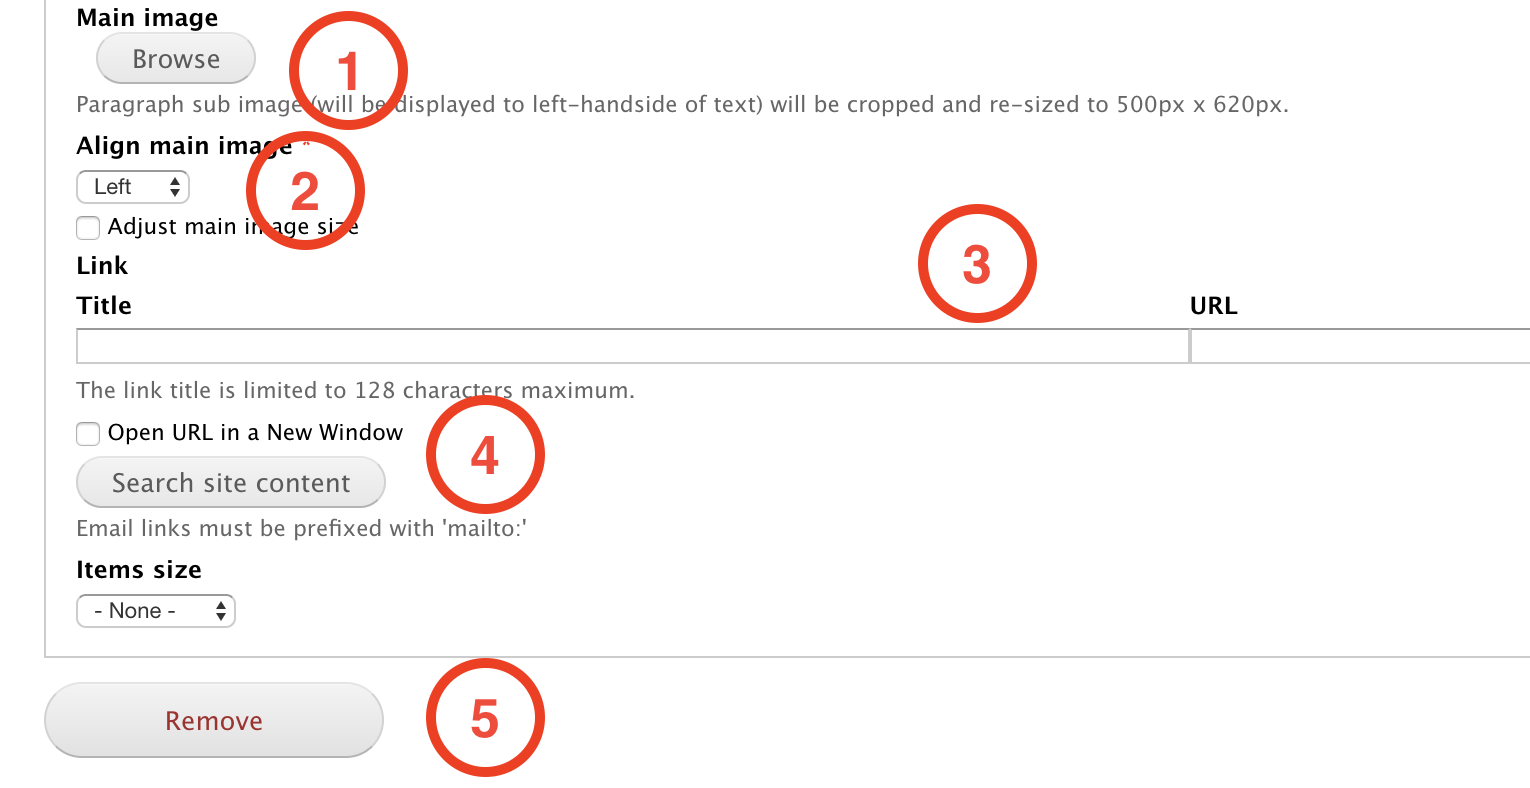 Main image
Browse
1
Paragraph sub image (will be displayed to left-handside of text) will be cropped and re-sized to 500px x 620px.
Align main image *
2
Left
Adjust main image size
3
Link
Title URL
The link title is limited to 128 characters maximum.
Open URL in a New Window
4
Search site content
Email links must be prefixed with 'mailto:'
Items size
- None -
Remove
5